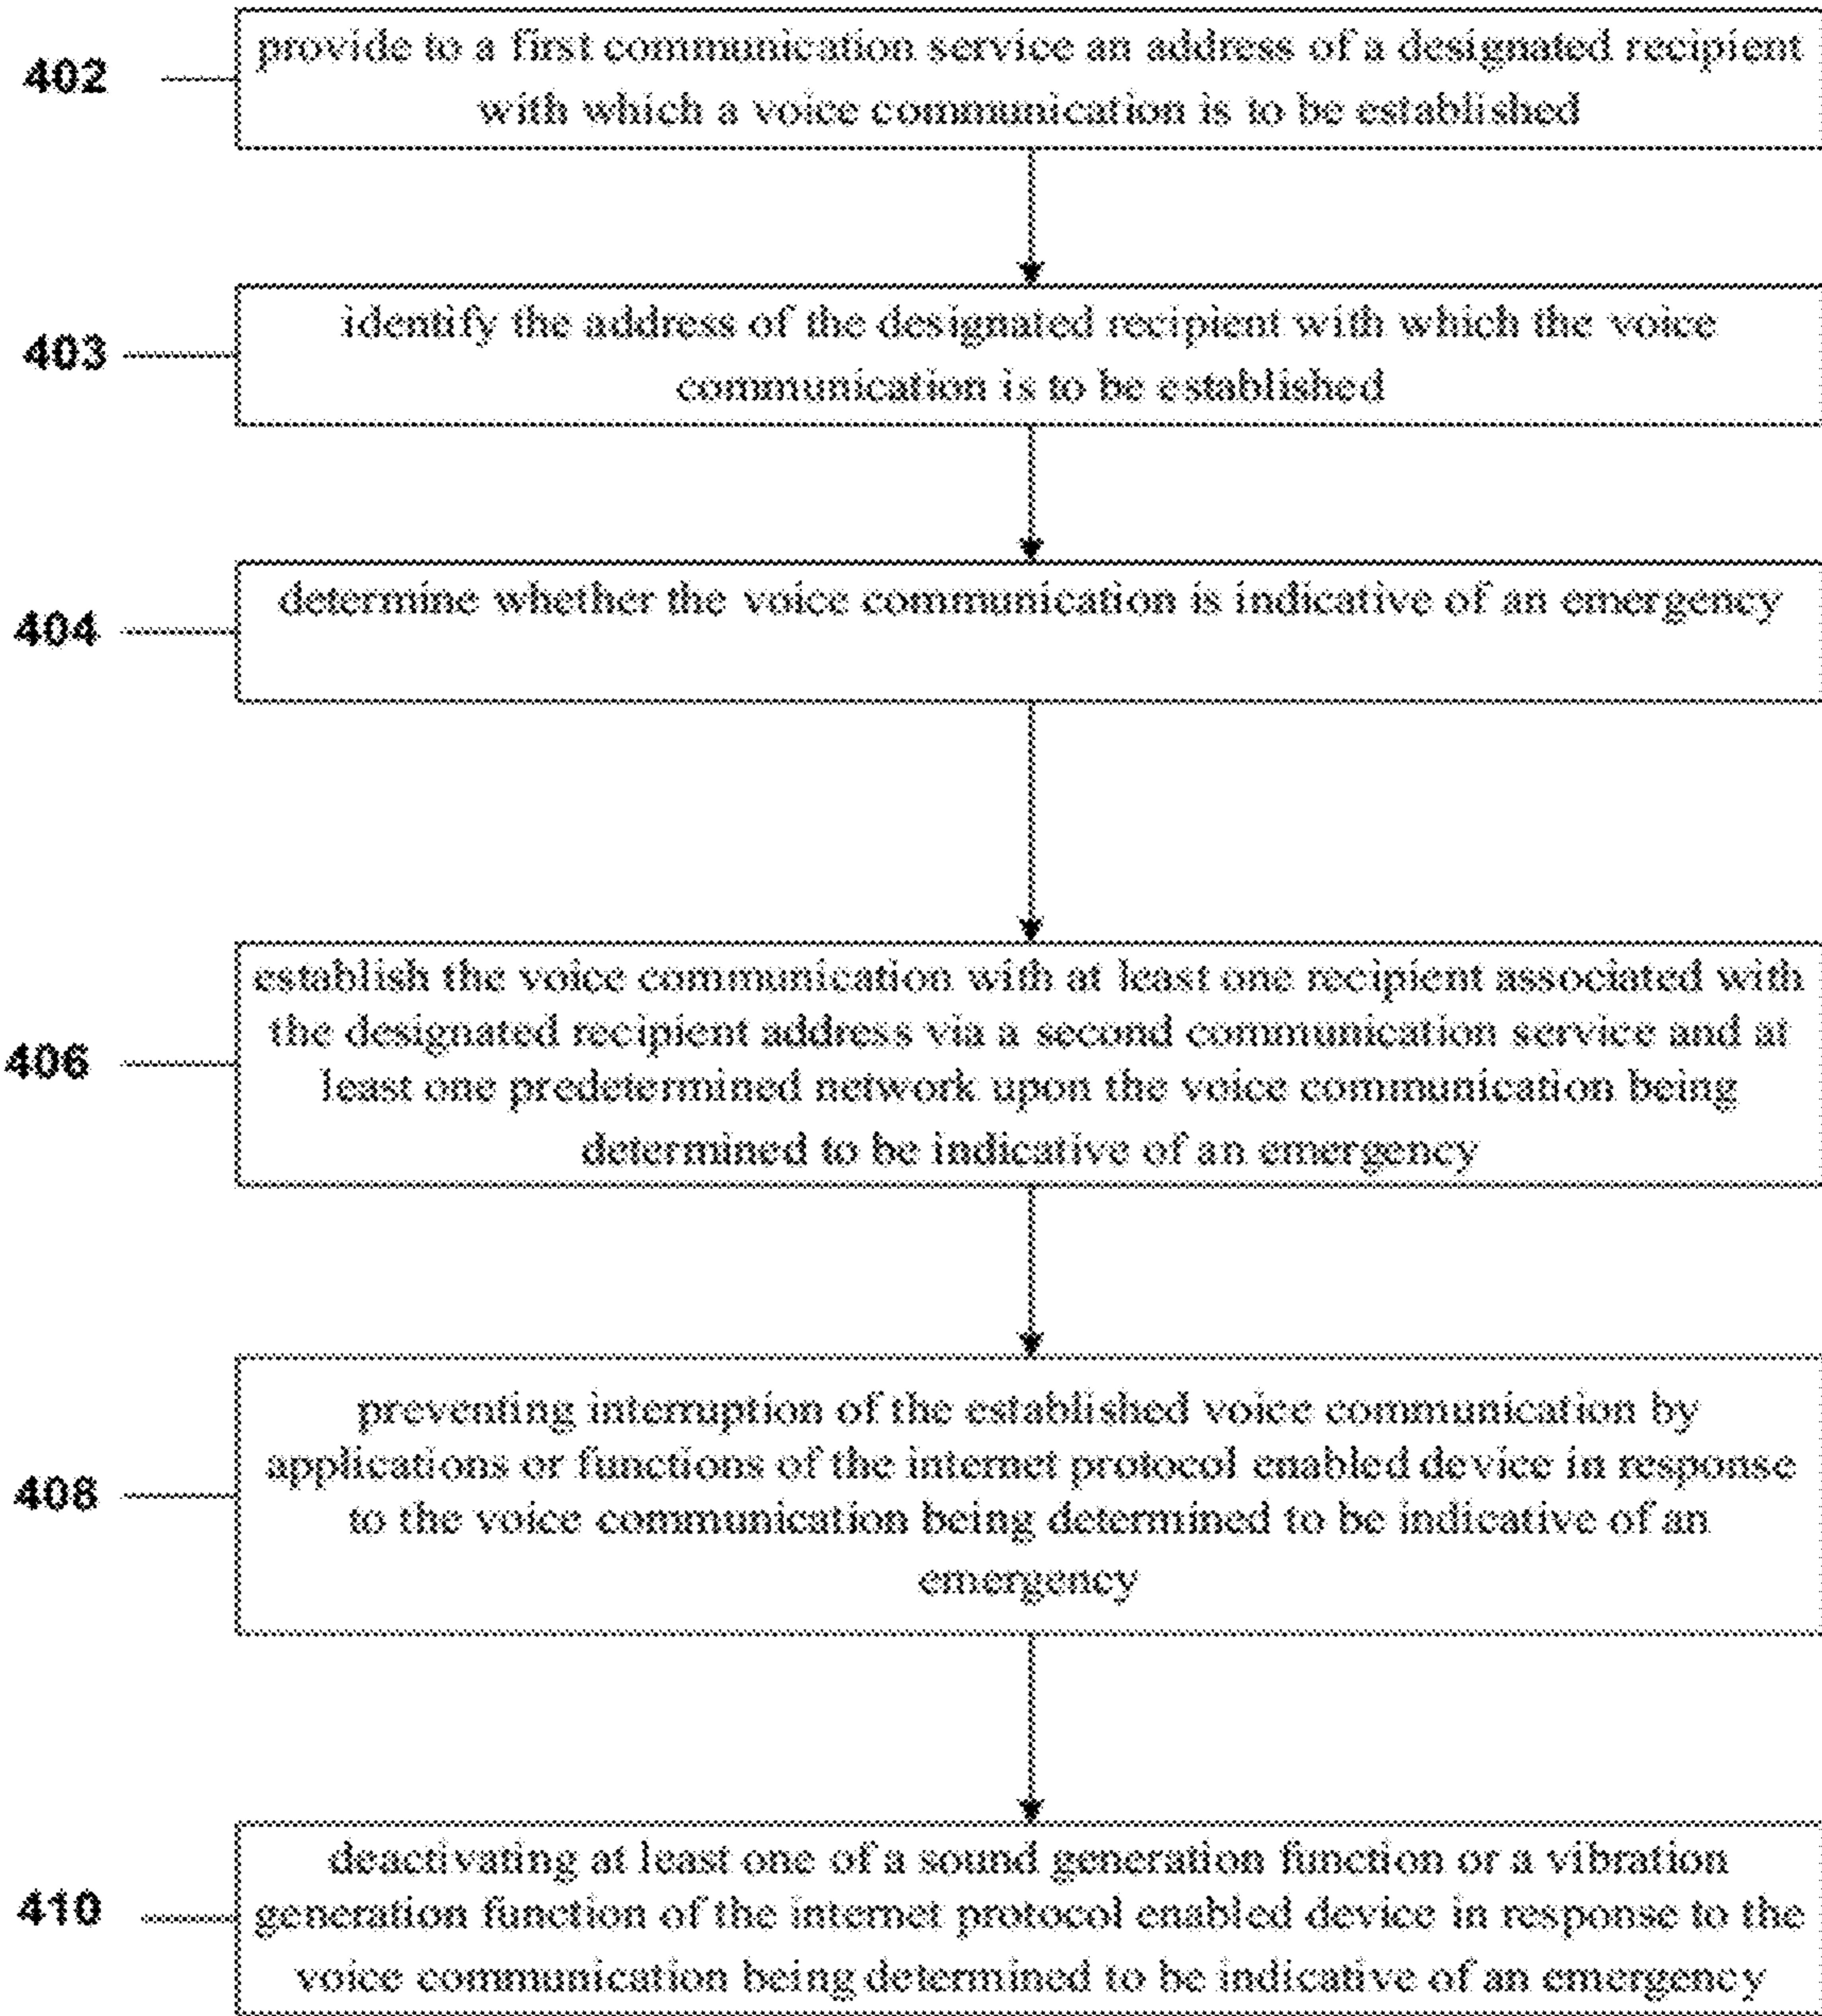 402
provide to a first communication service an address of a designated recipient
with which a voice communication is to be established
403
identify the address of the designated recipient with which the voice
communication is to be established
404
determine whether the voice communication is indicative of an emergency
406
establish the voice communication with at least one recipient associated with
the designated recipient address via a second communication service and at
least one predetermined network upon the voice communication being
determined to be indicative of an emergency
408
preventing interruption of the established voice communication by
applications or functions of the internet protocol enabled device in response
to the voice communication being determined to be indicative of an
emergency
410
deactivating at least one of a sound generation function or a vibration
generation function of the internet protocol enabled device in response to the
voice communication being determined to be indicative of an emergency